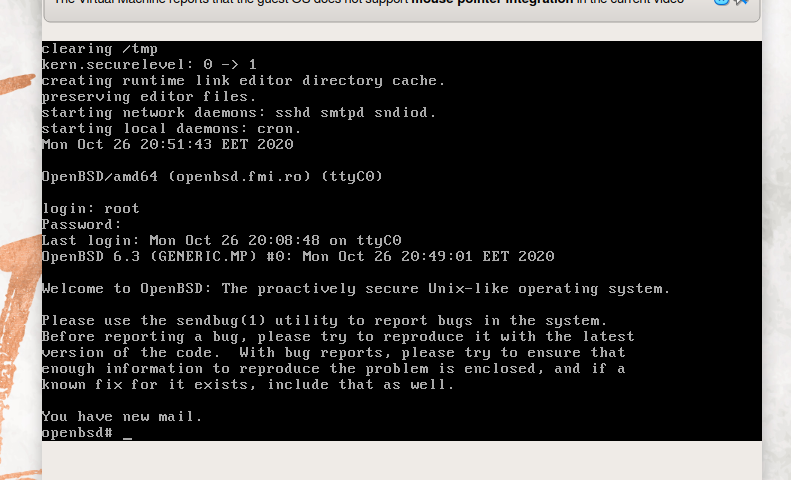 The Virtual Machine reports that the guest OS does not support mouse pointer integration in the current video
clearing /tmp
kern.securelevel: 0 -> 1
creating runtime link editor directory cache.
preserving editor files.
starting network daemons: sshd smtpd sndiod.
starting local daemons: cron.
Mon Oct 26 20:51:43 EET 2020
OpenBSD/amd64 (openbsd.fmi.ro) (ttyC0)
login: root
Password:
Last login: Mon Oct 26 20:08:48 on ttyC0
OpenBSD 6.3 (GENERIC.MP) #0: Mon Oct 26 20:49:01 EET 2020
Welcome to OpenBSD: The proactively secure Unix-like operating system.
Please use the sendbug(1) utility to report bugs in the system.
Before reporting a bug, please try to reproduce it with the latest
version of the code.  With bug reports, please try to ensure that
enough information to reproduce the problem is enclosed, and if a
known fix for it exists, include that as well.
You have new mail.
openbsd# _